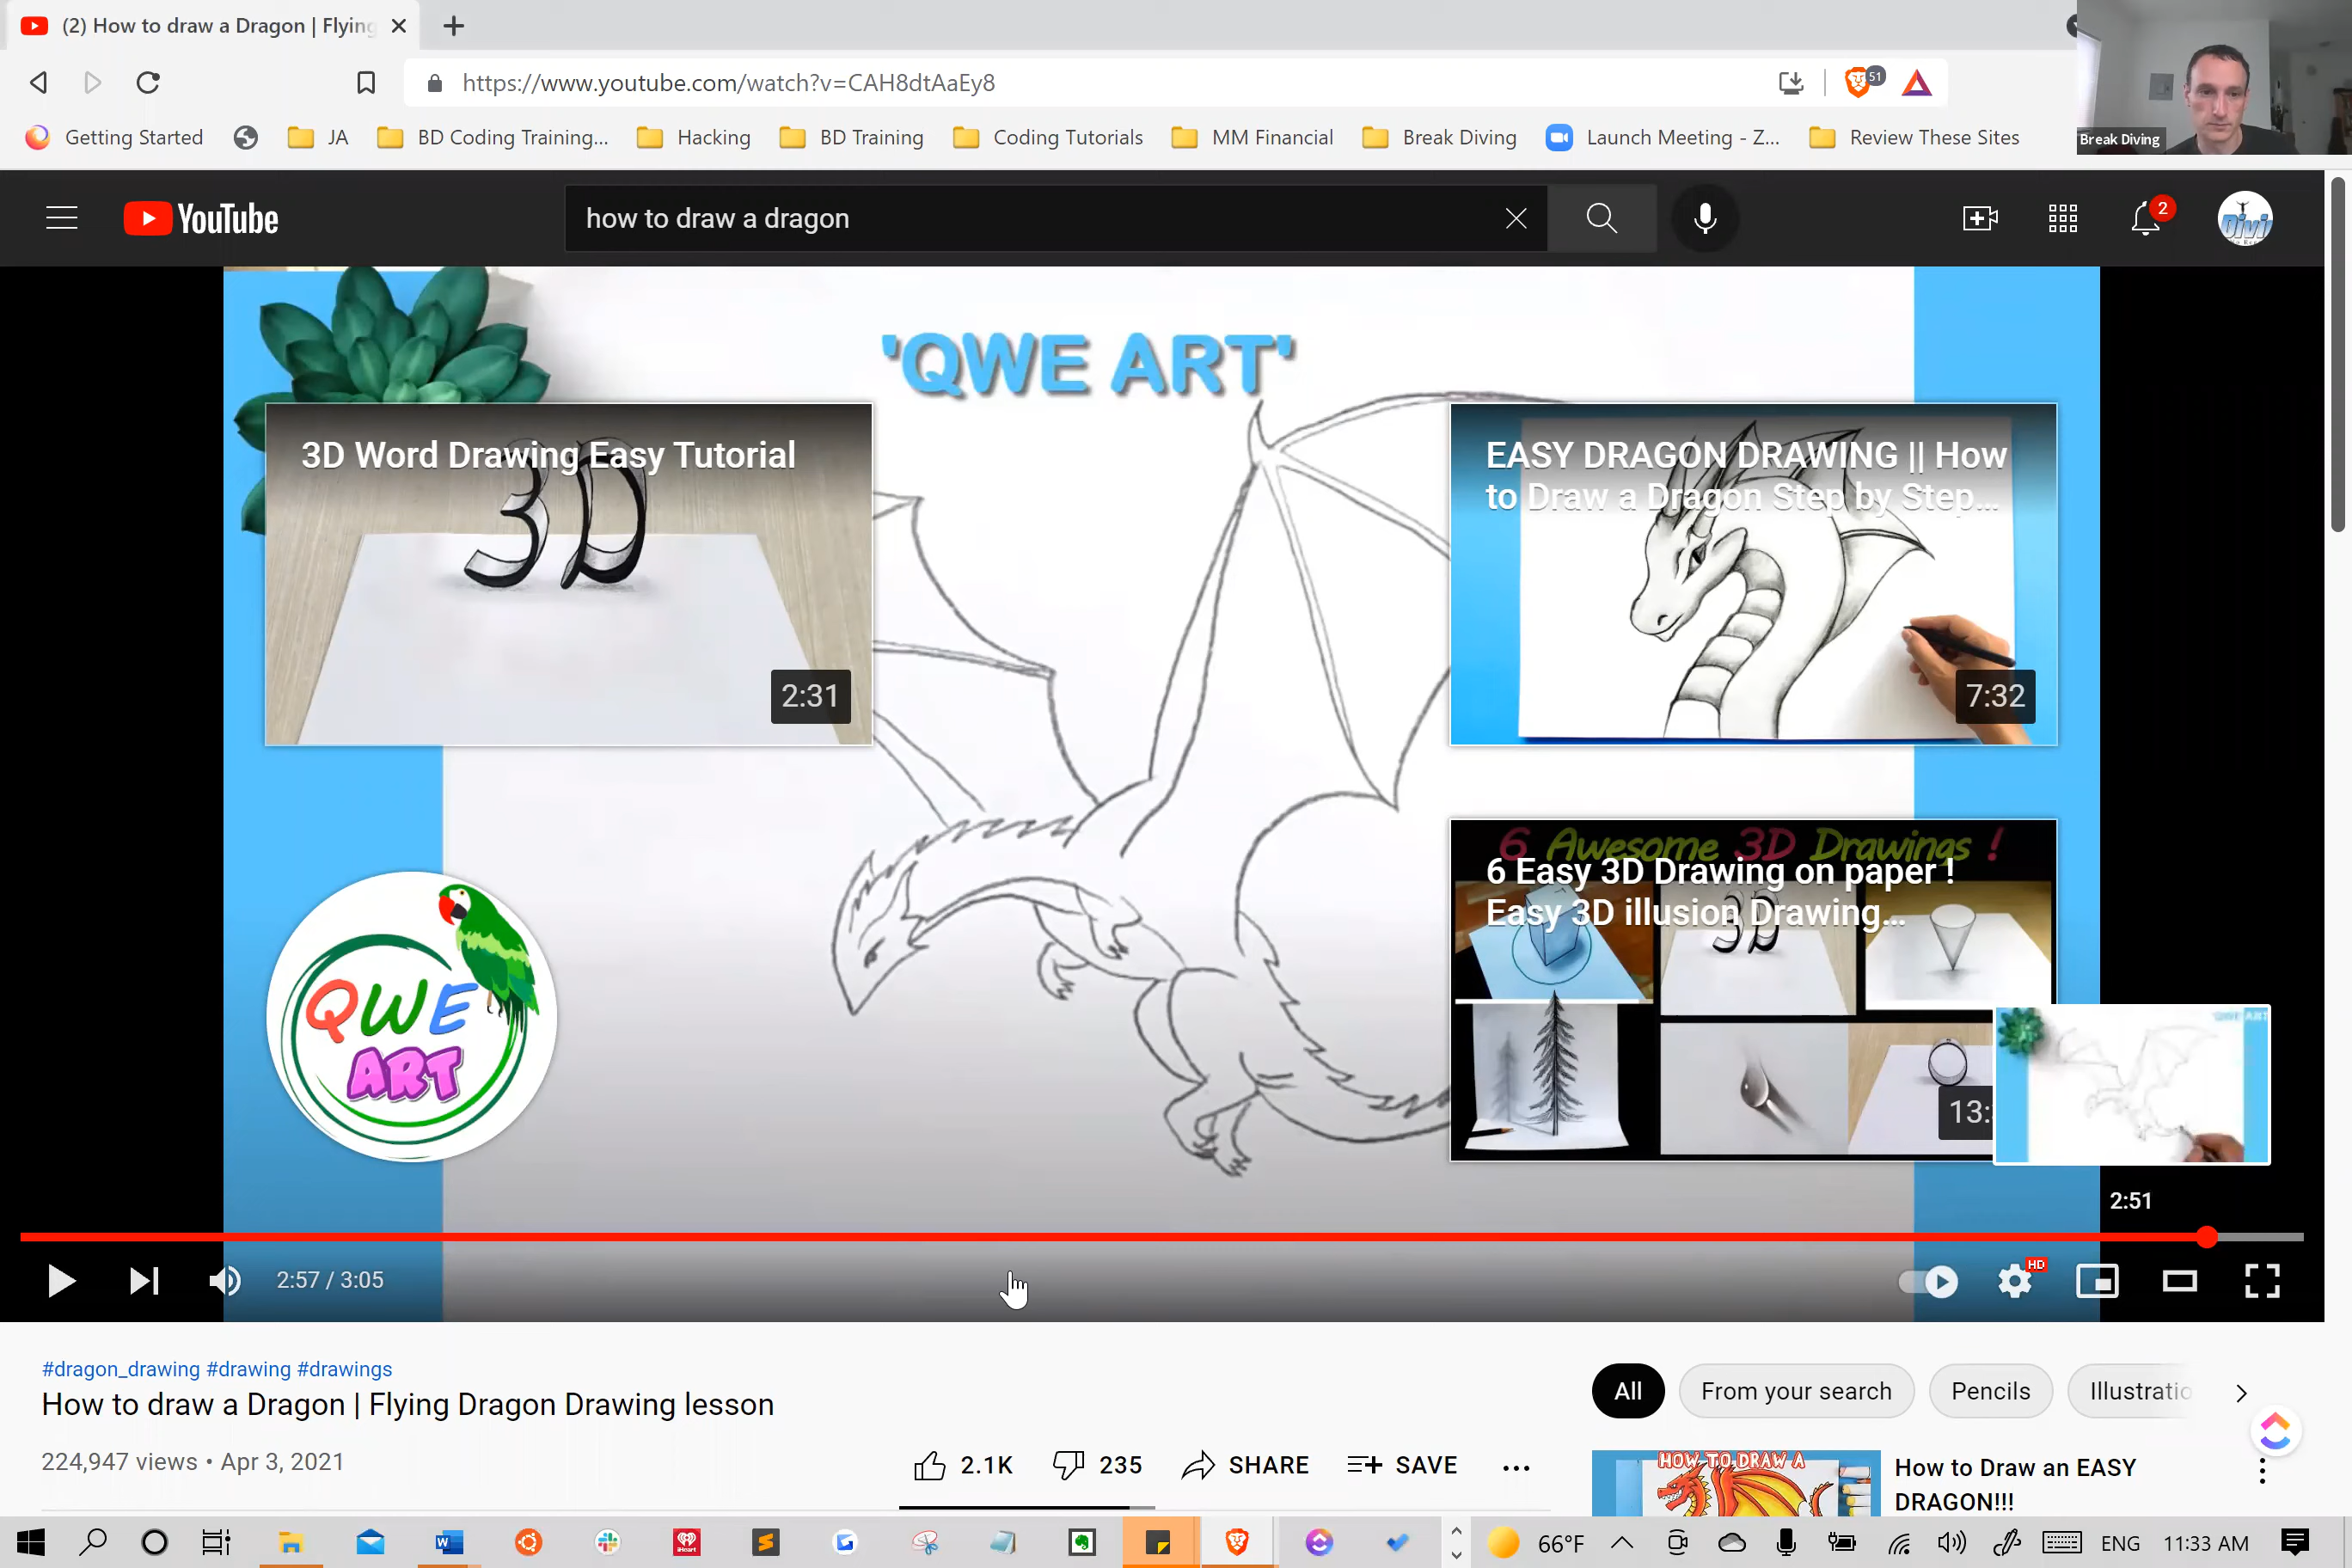 (2) How to draw a Dragon | Flying
https://www.youtube.com/watch?v=CAH8dtAaEy8
51
Getting Started
JA
BD Coding Training...
Hacking
BD Training
Coding Tutorials
MM Financial
Break Diving
Launch Meeting - Z...
Review These Sites
Break Diving
YouTube
how to draw a dragon
2
'QWE ART'
3D Word Drawing Easy Tutorial
3D
2:31
EASY DRAGON DRAWING || How
to Draw a Dragon Step by Step...
7:32
6 Awesome 3D Drawings !
6 Easy 3D Drawing on paper !
Easy 3D illusion Drawing...
3D
13:
QWE
ART
2:51
2:57 / 3:05
HD
#dragon_drawing #drawing #drawings
How to draw a Dragon | Flying Dragon Drawing lesson
224,947 views • Apr 3, 2021
2.1K
235
SHARE
SAVE
All
From your search
Pencils
Illustratio
HOW TO DRAW A
How to Draw an EASY
DRAGON!!!
66°F
ENG
11:33 AM